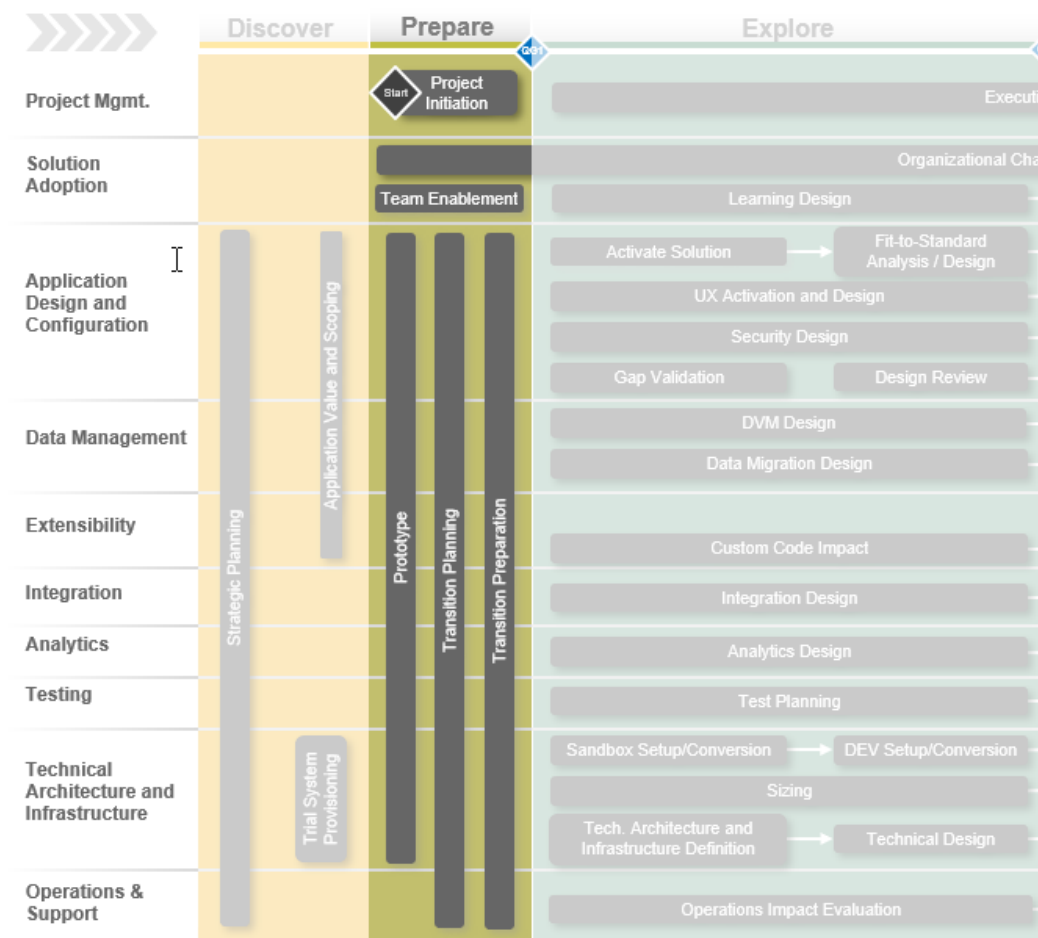 Discover
Prepare
Explore
QG1
Project Mgmt.
Start
Project
Initiation
Executi
Solution
Adoption
Organizational Cha
Team Enablement
Learning Design
Application
Design and
Configuration
Strategic Planning
Application Value and Scoping
Prototype
Transition Planning
Transition Preparation
Activate Solution
Fit-to-Standard
Analysis / Design
UX Activation and Design
Security Design
Gap Validation
Design Review
Data Management
DVM Design
Data Migration Design
Extensibility
Custom Code Impact
Integration
Integration Design
Analytics
Analytics Design
Testing
Test Planning
Technical
Architecture and
Infrastructure
Trial System
Provisioning
Sandbox Setup/Conversion
DEV Setup/Conversion
Sizing
Tech. Architecture and
Infrastructure Definition
Technical Design
Operations &
Support
Operations Impact Evaluation